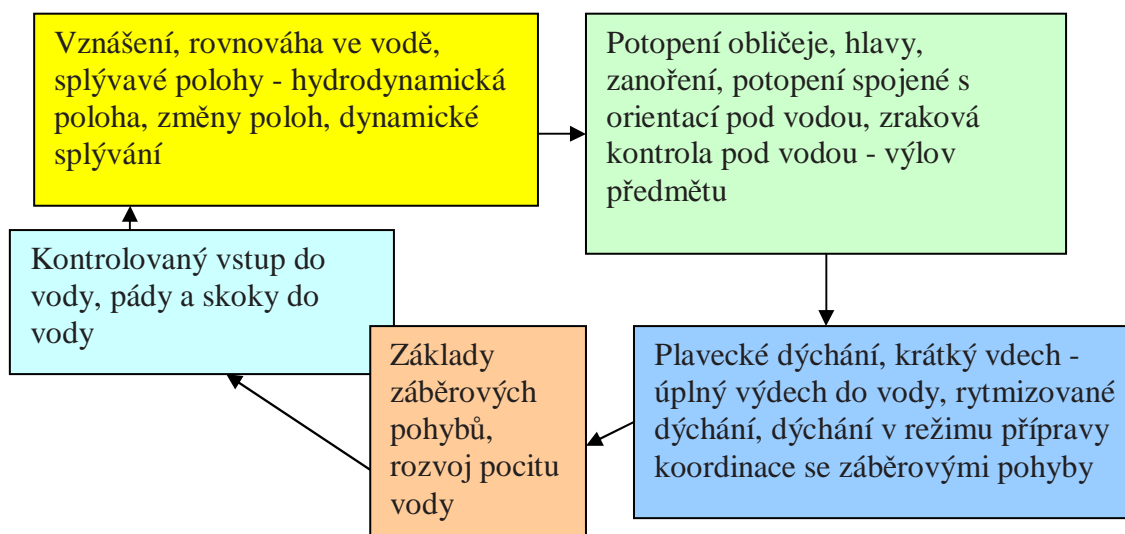 Vznášení, rovnováha ve vodě,
splývavé polohy - hydrodynamická
poloha, změny poloh, dynamické
splývání
Potopení obličeje, hlavy,
zanoření, potopení spojené s
orientací pod vodou, zraková
kontrola pod vodou - výlov
předmětu
Kontrolovaný vstup do
vody, pády a skoky do
vody
Základy
záběrových
pohybů,
rozvoj pocitu
vody
Plavecké dýchání, krátký vdech -
úplný výdech do vody, rytmizované
dýchání, dýchání v režimu přípravy
koordinace se záběrovými pohyby